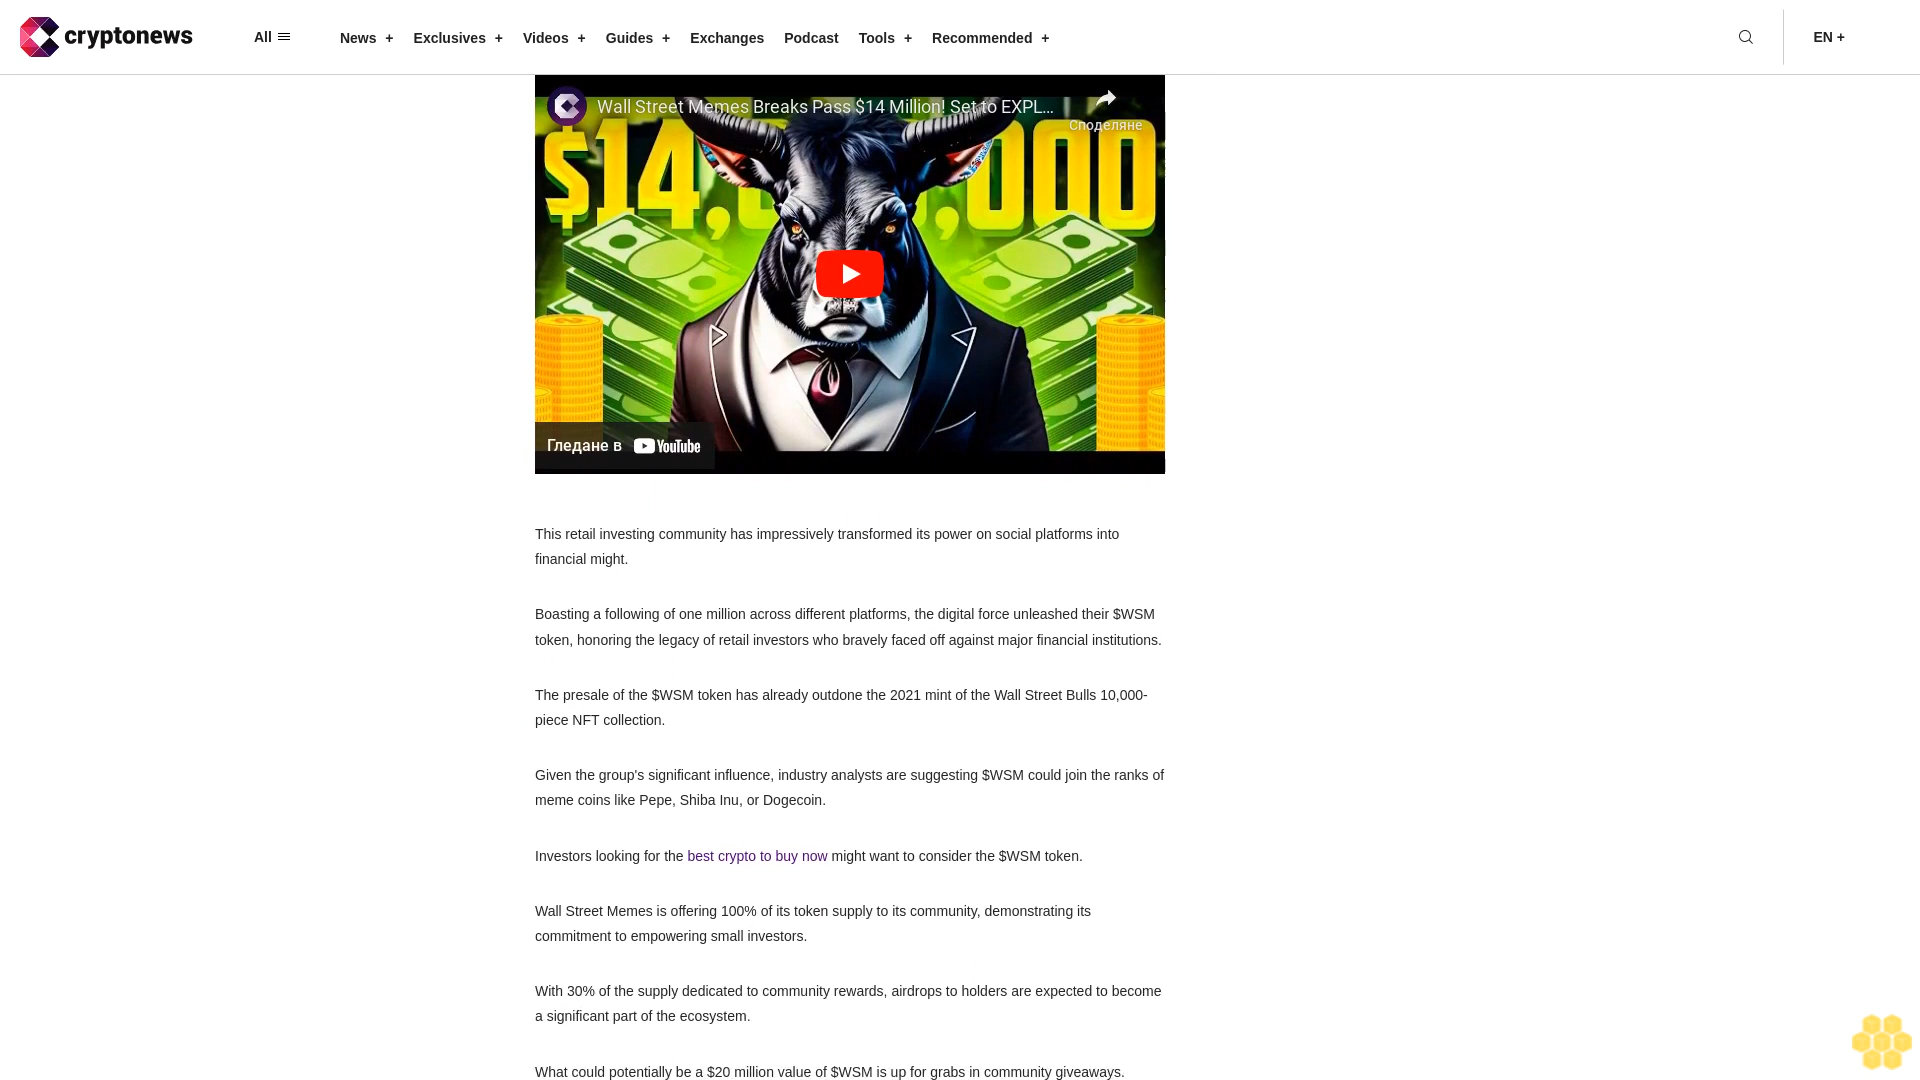 cryptonews
All
News +
Exclusives +
Videos +
Guides +
Exchanges
Podcast
Tools +
Recommended +
EN +
Wall Street Memes Breaks Pass $14 Million! Set to EXPL...
Споделяне
Гледане в YouTube
This retail investing community has impressively transformed its power on social platforms into
financial might.
Boasting a following of one million across different platforms, the digital force unleashed their $WSM
token, honoring the legacy of retail investors who bravely faced off against major financial institutions.
The presale of the $WSM token has already outdone the 2021 mint of the Wall Street Bulls 10,000-
piece NFT collection.
Given the group's significant influence, industry analysts are suggesting $WSM could join the ranks of
meme coins like Pepe, Shiba Inu, or Dogecoin.
Investors looking for the best crypto to buy now might want to consider the $WSM token.
Wall Street Memes is offering 100% of its token supply to its community, demonstrating its
commitment to empowering small investors.
With 30% of the supply dedicated to community rewards, airdrops to holders are expected to become
a significant part of the ecosystem.
What could potentially be a $20 million value of $WSM is up for grabs in community giveaways.